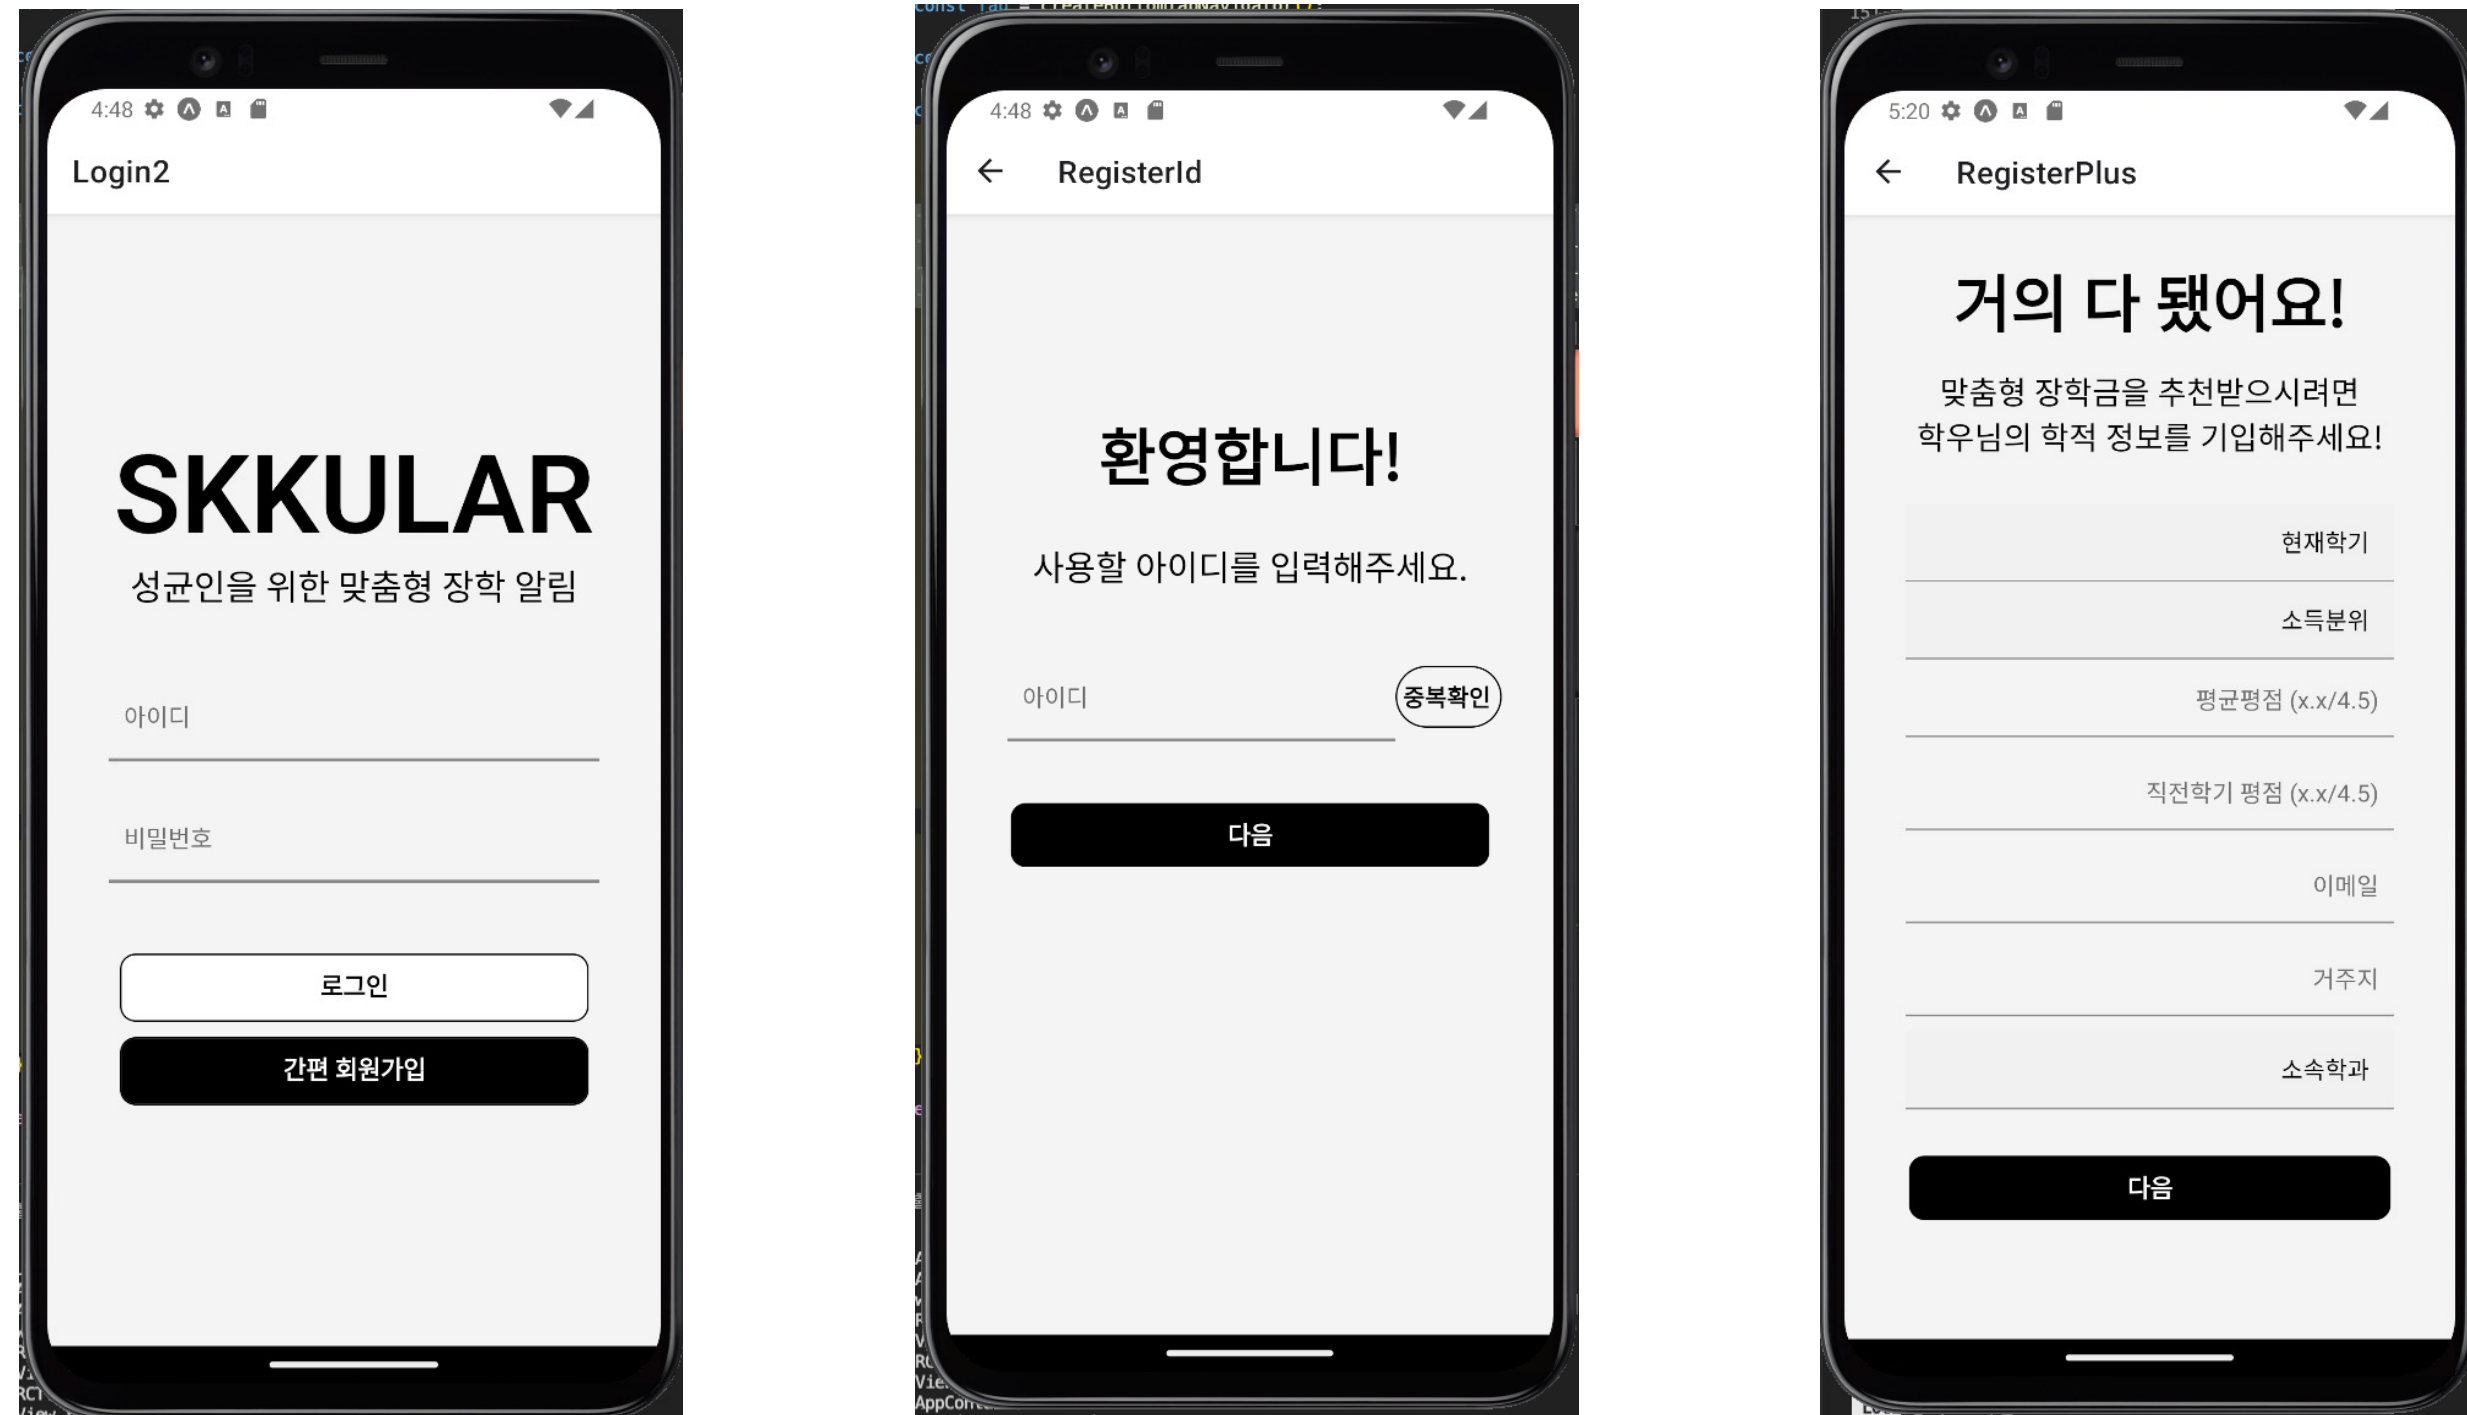 4:48
Login2
SKKULAR
성균인을 위한 맞춤형 장학 알림
아이디
비밀번호
로그인
간편 회원가입
const Tab = createBottomTabNavigator();
4:48
RegisterId
환영합니다!
사용할 아이디를 입력해주세요.
아이디
중복확인
다음
5:20
RegisterPlus
거의 다 됐어요!
맞춤형 장학금을 추천받으시려면
학우님의 학적 정보를 기입해주세요!
현재학기
소득분위
평균평점 (x.x/4.5)
직전학기 평점 (x.x/4.5)
이메일
거주지
소속학과
다음